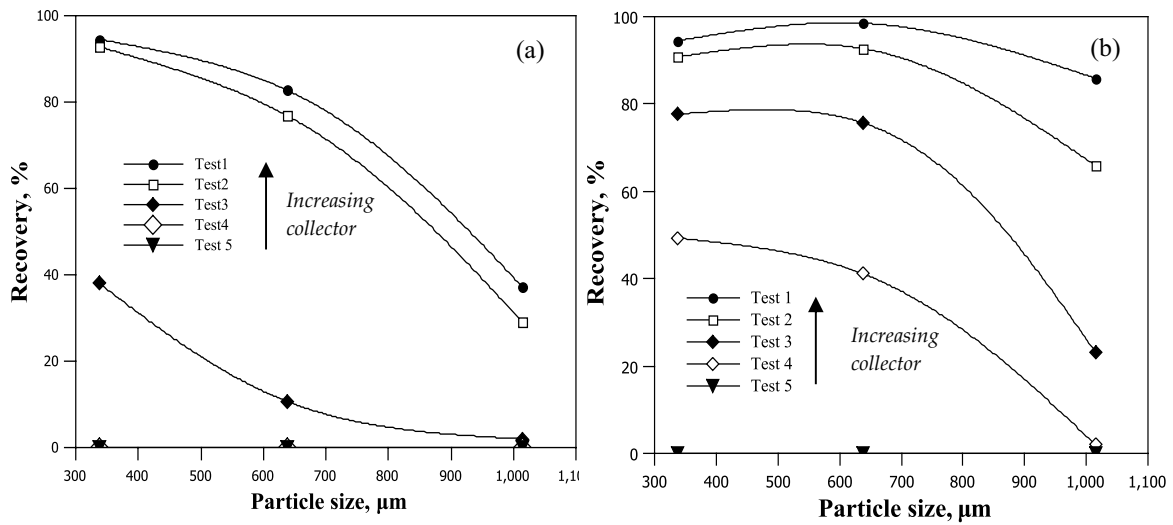 100
80
60
40
20
0
Recovery, %
(a)
Test1
Test2
Test3
Test4
Test 5
Increasing
collector
300 400 500 600 700 800 900 1,000 1,1(
Particle size, µm
100
80
60
40
20
0
Recovery, %
(b)
Test 1
Test 2
Test 3
Test 4
Test 5
Increasing
collector
300 400 500 600 700 800 900 1,000 1,100
Particle size, µm